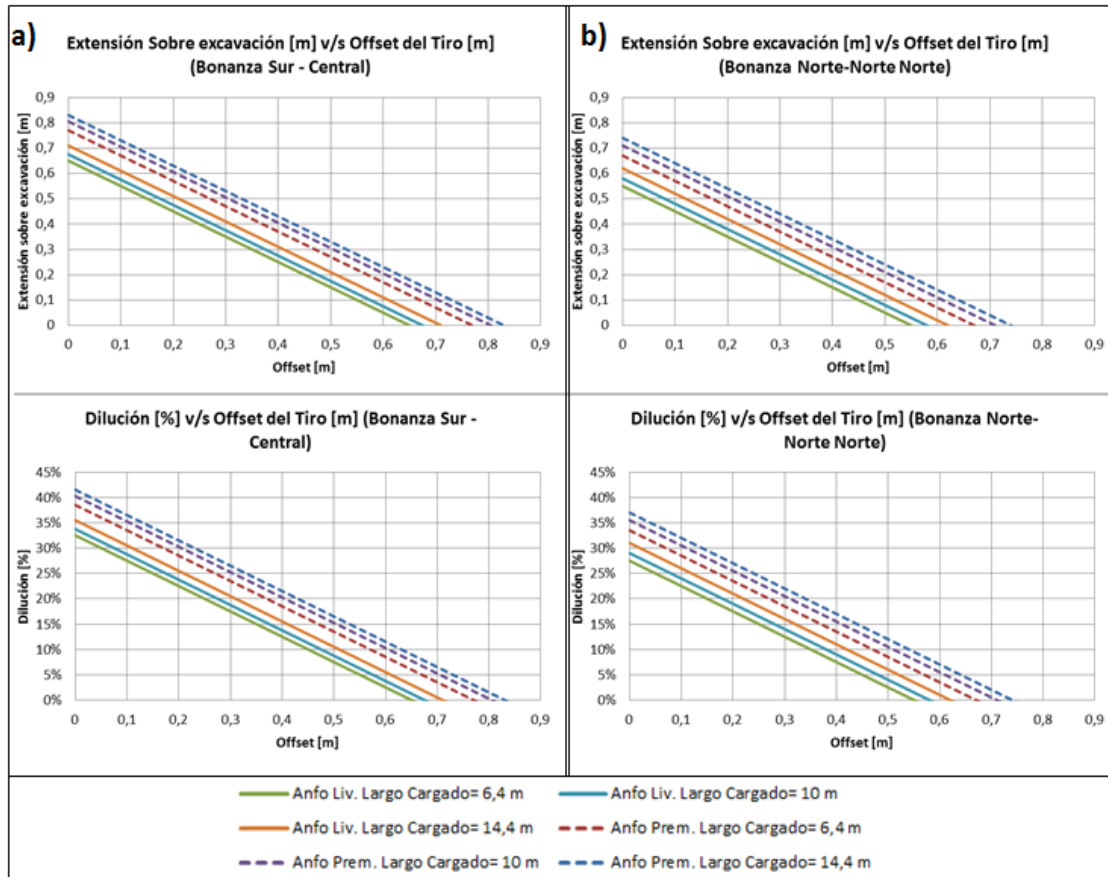 a)
Extensión Sobre excavación [m] v/s Offset del Tiro [m]
(Bonanza Sur - Central)
Extensión sobre excavación [m]
0,9
0,8
0,7
0,6
0,5
0,4
0,3
0,2
0,1
0
0 0,1 0,2 0,3 0,4 0,5 0,6 0,7 0,8 0,9
Offset [m]
b)
Extensión Sobre excavación [m] v/s Offset del Tiro [m]
(Bonanza Norte-Norte Norte)
Extensión sobre excavación [m]
0,9
0,8
0,7
0,6
0,5
0,4
0,3
0,2
0,1
0
0 0,1 0,2 0,3 0,4 0,5 0,6 0,7 0,8 0,9
Offset [m]
Dilución [%] v/s Offset del Tiro [m] (Bonanza Sur -
Central)
Dilución [%]
45%
40%
35%
30%
25%
20%
15%
10%
5%
0%
0 0,1 0,2 0,3 0,4 0,5 0,6 0,7 0,8 0,9
Offset [m]
Dilución [%] v/s Offset del Tiro [m] (Bonanza Norte-
Norte Norte)
Dilución [%]
45%
40%
35%
30%
25%
20%
15%
10%
5%
0%
0 0,1 0,2 0,3 0,4 0,5 0,6 0,7 0,8 0,9
Offset [m]
Anfo Liv. Largo Cargado= 6,4 m
Anfo Liv. Largo Cargado= 10 m
Anfo Liv. Largo Cargado= 14,4 m
Anfo Prem. Largo Cargado= 6,4 m
Anfo Prem. Largo Cargado= 10 m
Anfo Prem. Largo Cargado= 14,4 m